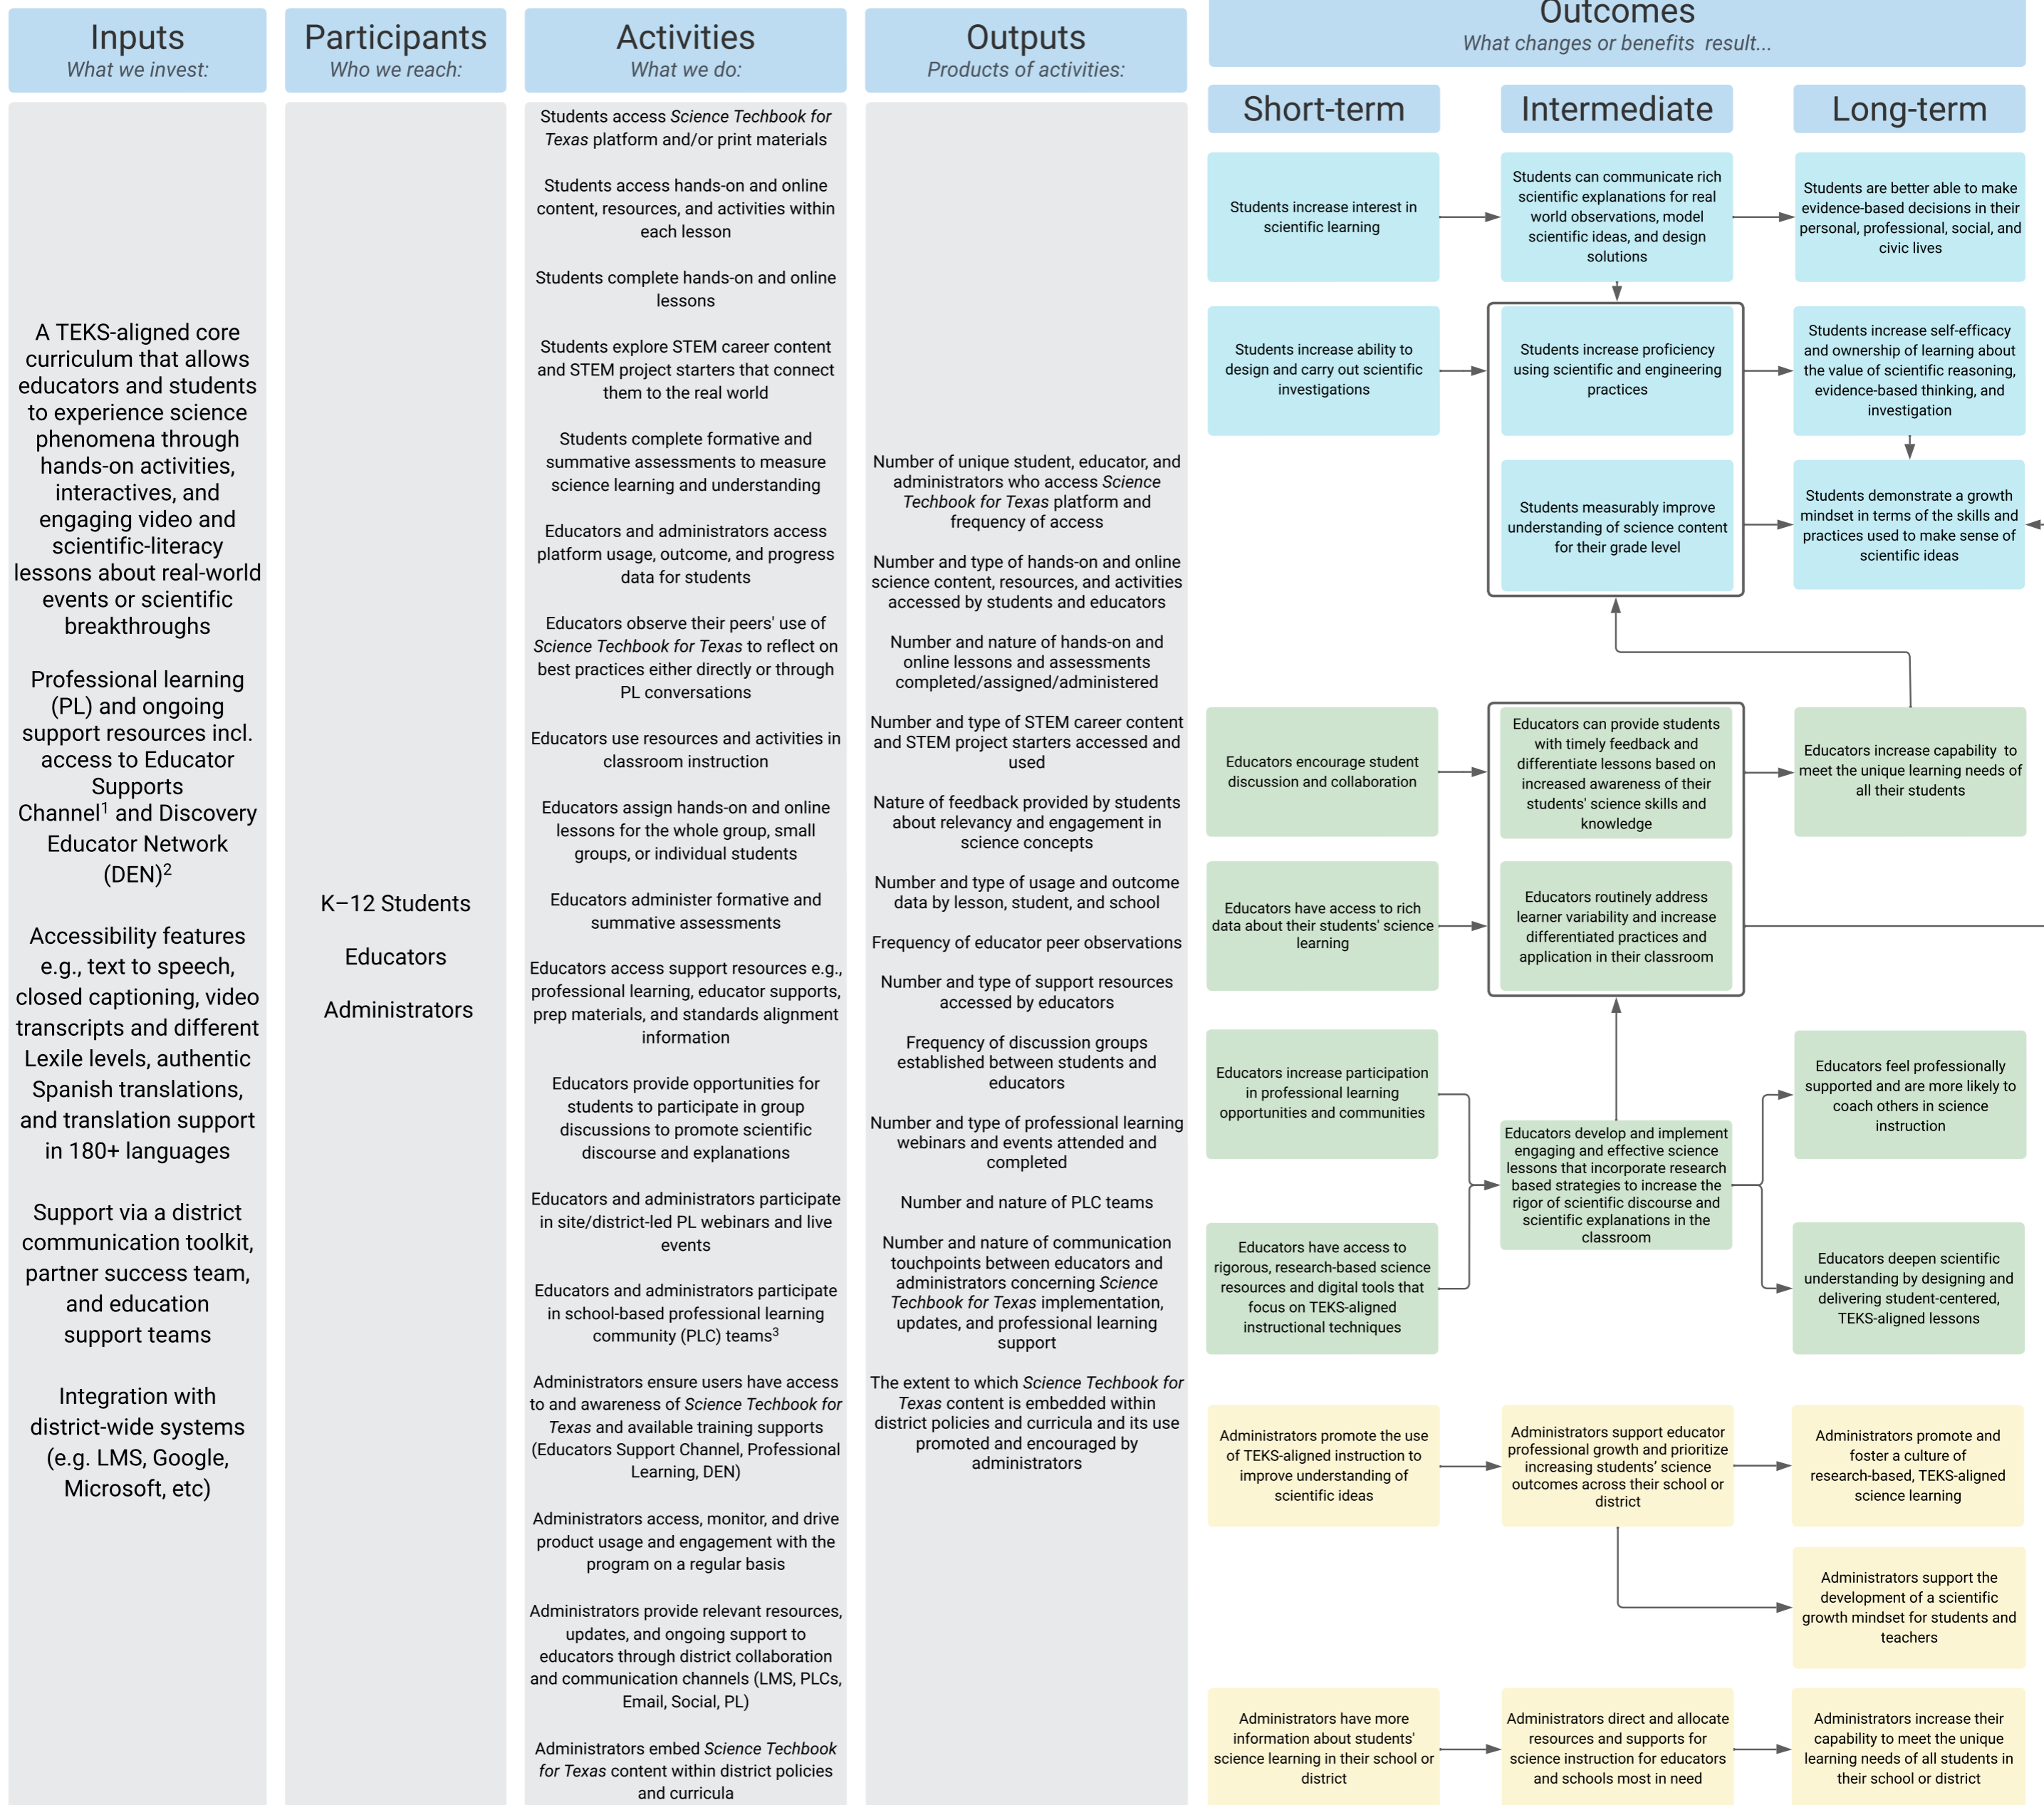 Inputs
What we invest:
A TEKS-aligned core
curriculum that allows
educators and students
to experience science
phenomena through
hands-on activities,
interactives, and
engaging video and
scientific-literacy
lessons about real-world
events or scientific
breakthroughs
Professional learning
(PL) and ongoing
support resources incl.
access to Educator
Supports
Channel¹ and Discovery
Educator Network
(DEN)²
Accessibility features
e.g., text to speech,
closed captioning, video
transcripts and different
Lexile levels, authentic
Spanish translations,
and translation support
in 180+ languages
Support via a district
communication toolkit,
partner success team,
and education
support teams
Integration with
district-wide systems
(e.g. LMS, Google,
Microsoft, etc)
Participants
Who we reach:
K–12 Students
Educators
Administrators
Activities
What we do:
Students access Science Techbook for
Texas platform and/or print materials
Students access hands-on and online
content, resources, and activities within
each lesson
Students complete hands-on and online
lessons
Students explore STEM career content
and STEM project starters that connect
them to the real world
Students complete formative and
summative assessments to measure
science learning and understanding
Educators and administrators access
platform usage, outcome, and progress
data for students
Educators observe their peers' use of
Science Techbook for Texas to reflect on
best practices either directly or through
PL conversations
Educators use resources and activities in
classroom instruction
Educators assign hands-on and online
lessons for the whole group, small
groups, or individual students
Educators administer formative and
summative assessments
Educators access support resources e.g.,
professional learning, educator supports,
prep materials, and standards alignment
information
Educators provide opportunities for
students to participate in group
discussions to promote scientific
discourse and explanations
Educators and administrators participate
in site/district-led PL webinars and live
events
Educators and administrators participate
in school-based professional learning
community (PLC) teams³
Administrators ensure users have access
to and awareness of Science Techbook for
Texas and available training supports
(Educators Support Channel, Professional
Learning, DEN)
Administrators access, monitor, and drive
product usage and engagement with the
program on a regular basis
Administrators provide relevant resources,
updates, and ongoing support to
educators through district collaboration
and communication channels (LMS, PLCs,
Email, Social, PL)
Administrators embed Science Techbook
for Texas content within district policies
and curricula
Outputs
Products of activities:
Number of unique student, educator, and
administrators who access Science
Techbook for Texas platform and
frequency of access
Number and type of hands-on and online
science content, resources, and activities
accessed by students and educators
Number and nature of hands-on and
online lessons and assessments
completed/assigned/administered
Number and type of STEM career content
and STEM project starters accessed and
used
Nature of feedback provided by students
about relevancy and engagement in
science concepts
Number and type of usage and outcome
data by lesson, student, and school
Frequency of educator peer observations
Number and type of support resources
accessed by educators
Frequency of discussion groups
established between students and
educators
Number and type of professional learning
webinars and events attended and
completed
Number and nature of PLC teams
Number and nature of communication
touchpoints between educators and
administrators concerning Science
Techbook for Texas implementation,
updates, and professional learning
support
The extent to which Science Techbook for
Texas content is embedded within
district policies and curricula and its use
promoted and encouraged by
administrators
Outcomes
What changes or benefits result...
Short-term
Intermediate
Long-term
Students increase interest in
scientific learning
Students can communicate rich
scientific explanations for real
world observations, model
scientific ideas, and design
solutions
Students are better able to make
evidence-based decisions in their
personal, professional, social, and
civic lives
Students increase ability to
design and carry out scientific
investigations
Students increase proficiency
using scientific and engineering
practices
Students increase self-efficacy
and ownership of learning about
the value of scientific reasoning,
evidence-based thinking, and
investigation
Students measurably improve
understanding of science content
for their grade level
Students demonstrate a growth
mindset in terms of the skills and
practices used to make sense of
scientific ideas
Educators encourage student
discussion and collaboration
Educators can provide students
with timely feedback and
differentiate lessons based on
increased awareness of their
students' science skills and
knowledge
Educators increase capability to
meet the unique learning needs of
all their students
Educators have access to rich
data about their students' science
learning
Educators routinely address
learner variability and increase
differentiated practices and
application in their classroom
Educators increase participation
in professional learning
opportunities and communities
Educators develop and implement
engaging and effective science
lessons that incorporate research
based strategies to increase the
rigor of scientific discourse and
scientific explanations in the
classroom
Educators feel professionally
supported and are more likely to
coach others in science
instruction
Educators have access to
rigorous, research-based science
resources and digital tools that
focus on TEKS-aligned
instructional techniques
Educators deepen scientific
understanding by designing and
delivering student-centered,
TEKS-aligned lessons
Administrators promote the use
of TEKS-aligned instruction to
improve understanding of
scientific ideas
Administrators support educator
professional growth and prioritize
increasing students’ science
outcomes across their school or
district
Administrators promote and
foster a culture of
research-based, TEKS-aligned
science learning
Administrators support the
development of a scientific
growth mindset for students and
teachers
Administrators have more
information about students'
science learning in their school or
district
Administrators direct and allocate
resources and supports for
science instruction for educators
and schools most in need
Administrators increase their
capability to meet the unique
learning needs of all students in
their school or district